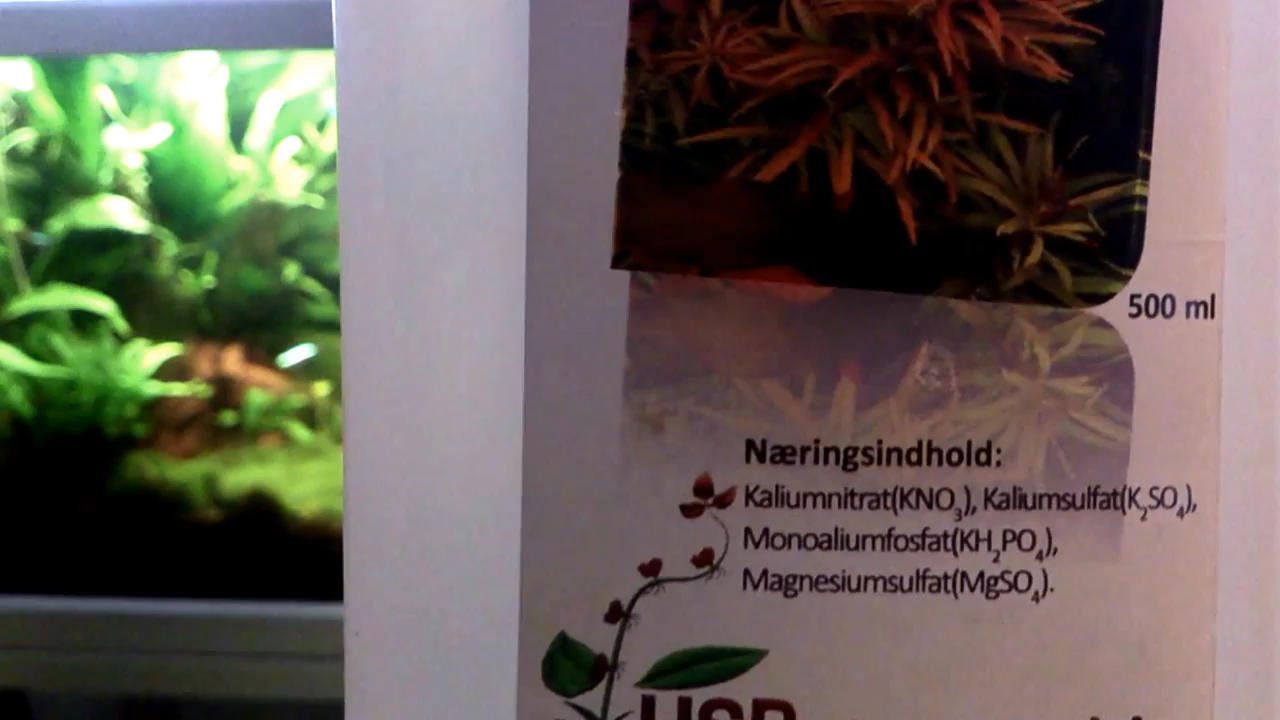 500 ml
Næringsindhold:
Kaliumnitrat(KNO₃), Kaliumsulfat(K₂SO₄),
Monoaliumfosfat(KH₂PO₄),
Magnesiumsulfat(MgSO₄).